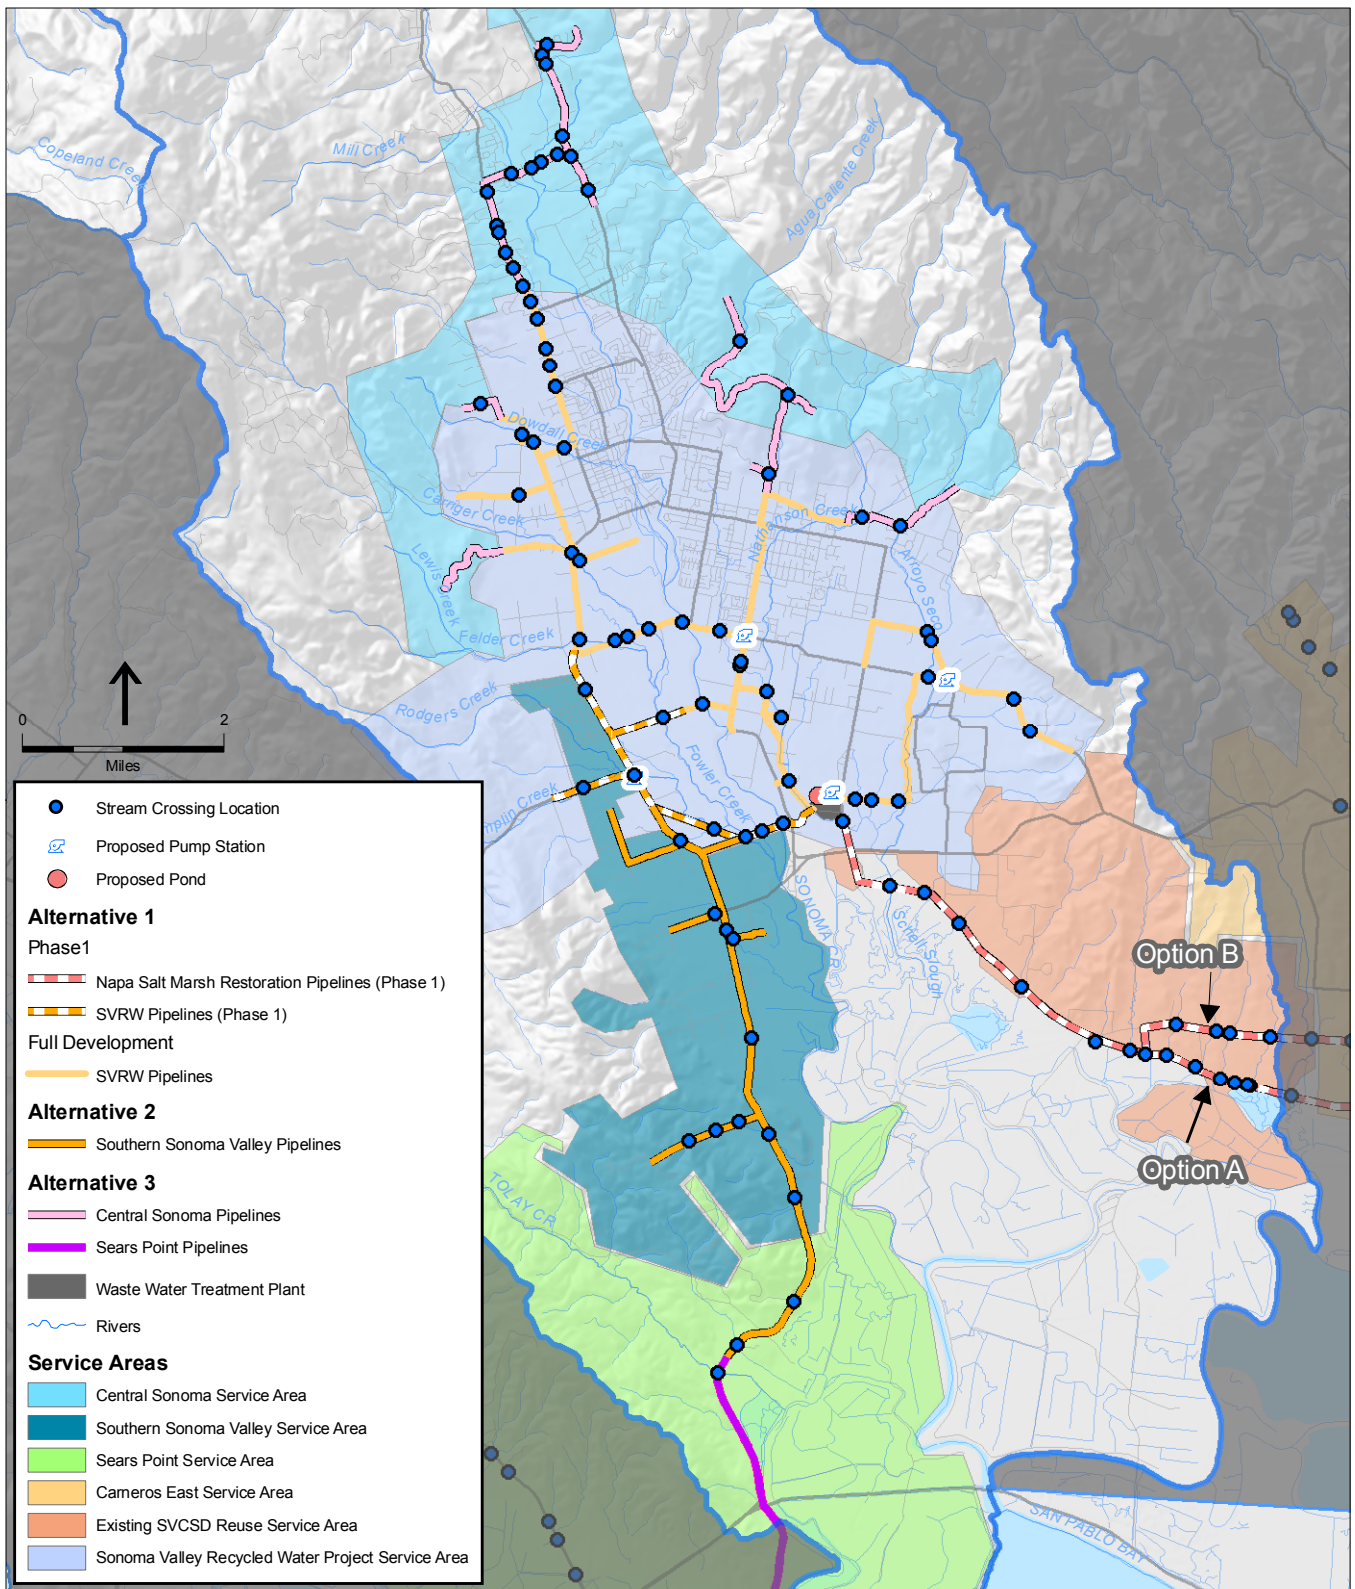 Copeland Creek
Mill Creek
Agua Caliente Creek
Dowdall Creek
Carriger Creek
Nathanson Creek
Lewis Creek
Arroyo Seco
Felder Creek
Rodgers Creek
Fowler Creek
mplin Creek
SONOMA CR
Schell Slough
TOLAY CR
SAN PABLO BAY
Option B
Option A
0 2
Miles
Stream Crossing Location
Proposed Pump Station
Proposed Pond
Alternative 1
Phase1
Napa Salt Marsh Restoration Pipelines (Phase 1)
SVRW Pipelines (Phase 1)
Full Development
SVRW Pipelines
Alternative 2
Southern Sonoma Valley Pipelines
Alternative 3
Central Sonoma Pipelines
Sears Point Pipelines
Waste Water Treatment Plant
Rivers
Service Areas
Central Sonoma Service Area
Southern Sonoma Valley Service Area
Sears Point Service Area
Carneros East Service Area
Existing SVCSD Reuse Service Area
Sonoma Valley Recycled Water Project Service Area